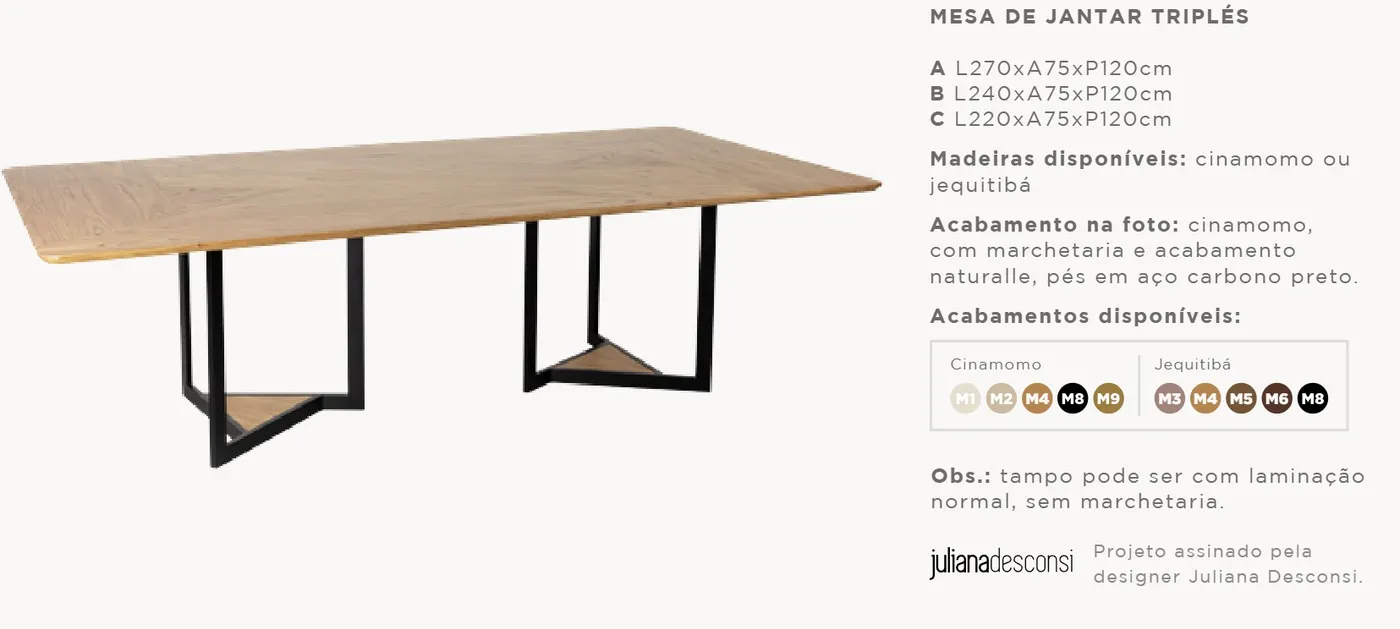 MESA DE JANTAR TRIPLÉS
A L270xA75xP120cm
B L240xA75xP120cm
C L220xA75xP120cm
Madeiras disponíveis: cinamomo ou
jequitibá
Acabamento na foto: cinamomo,
com marchetaria e acabamento
naturalle, pés em aço carbono preto.
Acabamentos disponíveis:
Cinamomo
M1 M2 M4 M8 M9
Jequitibá
M3 M4 M5 M6 M8
Obs.: tampo pode ser com laminação
normal, sem marchetaria.
julianadesconsi
Projeto assinado pela
designer Juliana Desconsi.